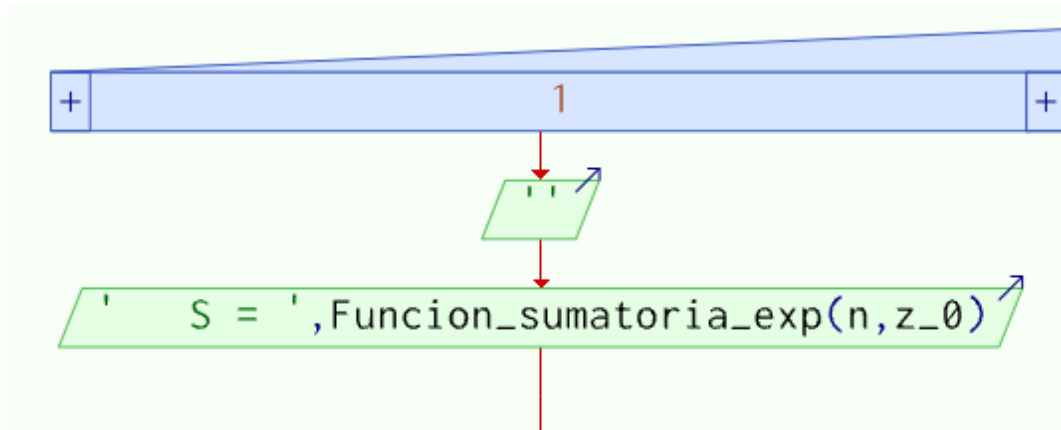 + 1 +
''
'   S = ',Funcion_sumatoria_exp(n,z_0)